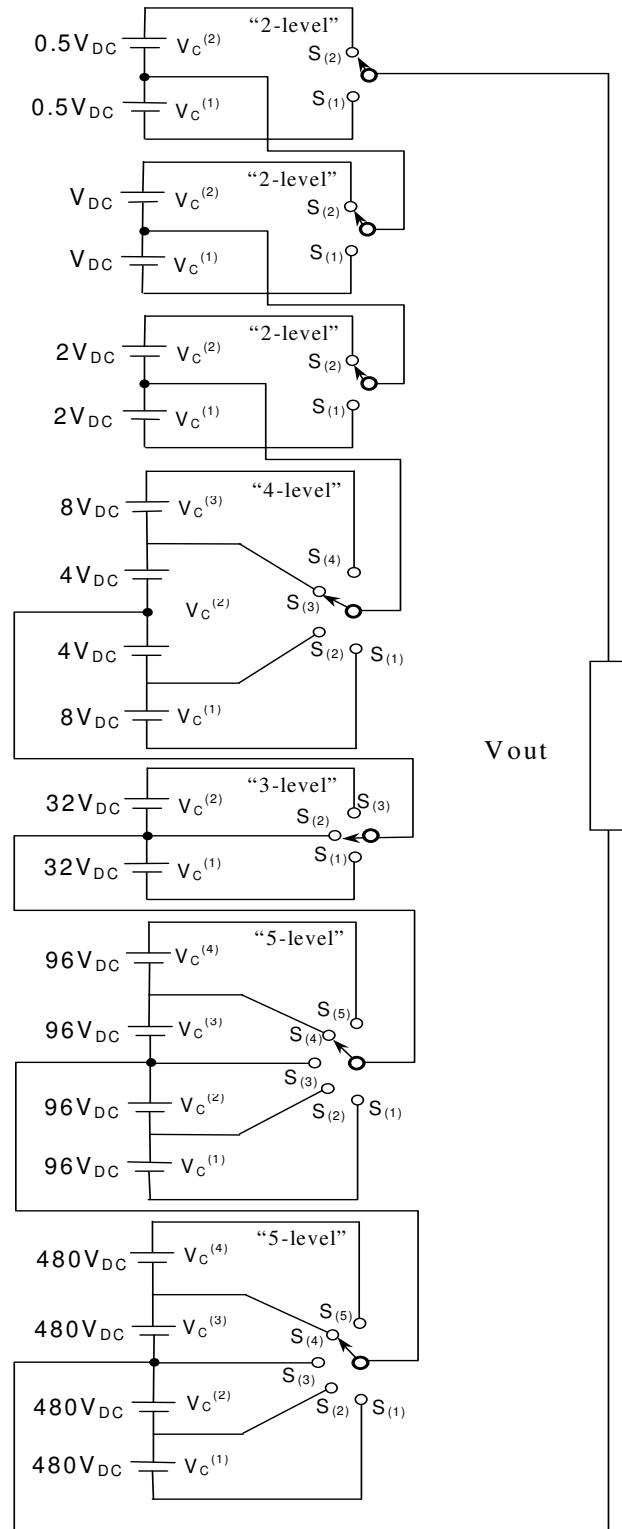 "2-level"
0.5V_DC V_C^(2) S_(2)
0.5V_DC V_C^(1) S_(1)
"2-level"
V_DC V_C^(2) S_(2)
V_DC V_C^(1) S_(1)
"2-level"
2V_DC V_C^(2) S_(2)
2V_DC V_C^(1) S_(1)
"4-level"
8V_DC V_C^(3)
S_(4)
4V_DC
V_C^(2) S_(3)
4V_DC S_(2) S_(1)
8V_DC V_C^(1)
Vout
"3-level"
32V_DC V_C^(2) S_(3)
S_(2)
32V_DC V_C^(1) S_(1)
"5-level"
96V_DC V_C^(4)
S_(5)
96V_DC V_C^(3) S_(4)
S_(3)
96V_DC V_C^(2) S_(2) S_(1)
96V_DC V_C^(1)
"5-level"
480V_DC V_C^(4)
S_(5)
480V_DC V_C^(3) S_(4)
S_(3)
480V_DC V_C^(2) S_(2) S_(1)
480V_DC V_C^(1)